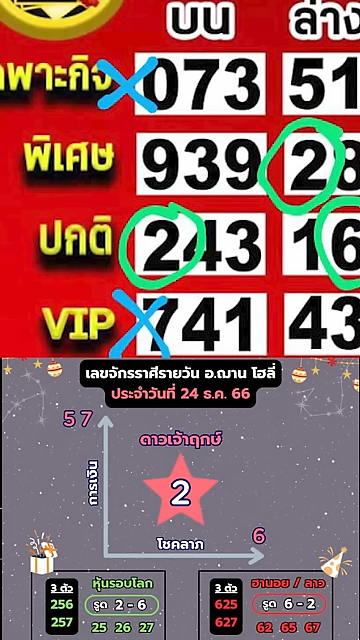 บน ล่าง
ฉพาะกิจ 073 51
พิเศษ 939 28
ปกติ 243 16
VIP 741 43
เลขจักรราศีรายวัน อ.ฌาน โฮลี่
ประจำวันที่ 24 ธ.ค. 66
5 7
ดาวเจ้าฤกษ์
การเงิน
2
โชคลาภ
6
3 ตัว
256
257
หุ้นรอบโลก
รูด 2 - 6
25 26 27
3 ตัว
625
627
ฮานอย / ลาว
รูด 6 - 2
62 65 67